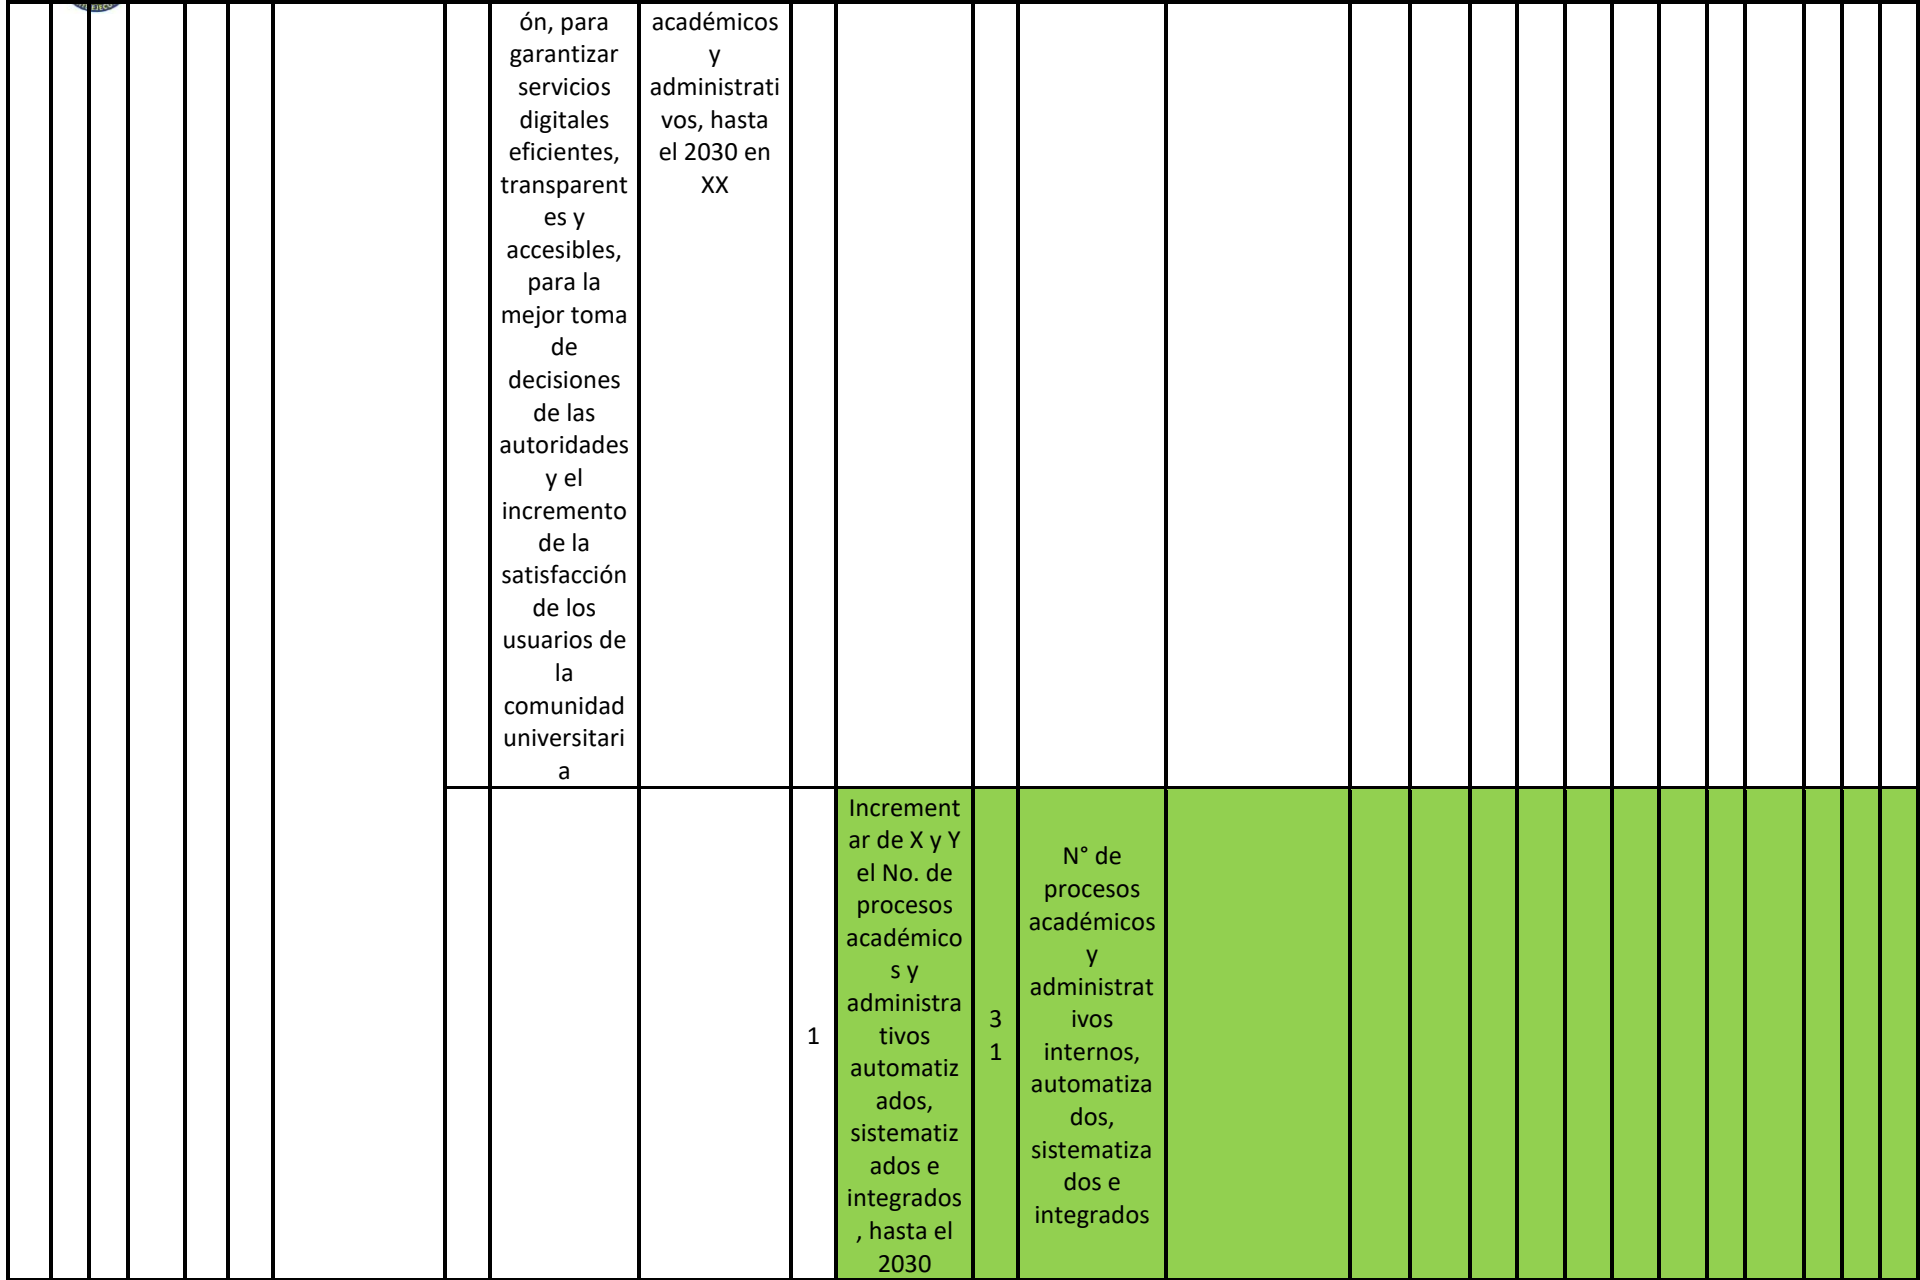 ón, para
garantizar
servicios
digitales
eficientes,
transparent
es y
accesibles,
para la
mejor toma
de
decisiones
de las
autoridades
y el
incremento
de la
satisfacción
de los
usuarios de
la
comunidad
universitari
a
académicos
y
administrati
vos, hasta
el 2030 en
XX
1
Increment
ar de X y Y
el No. de
procesos
académico
s y
administra
tivos
automatiz
ados,
sistematiz
ados e
integrados
, hasta el
2030
3
1
N° de
procesos
académicos
y
administrat
ivos
internos,
automatiza
dos,
sistematiza
dos e
integrados